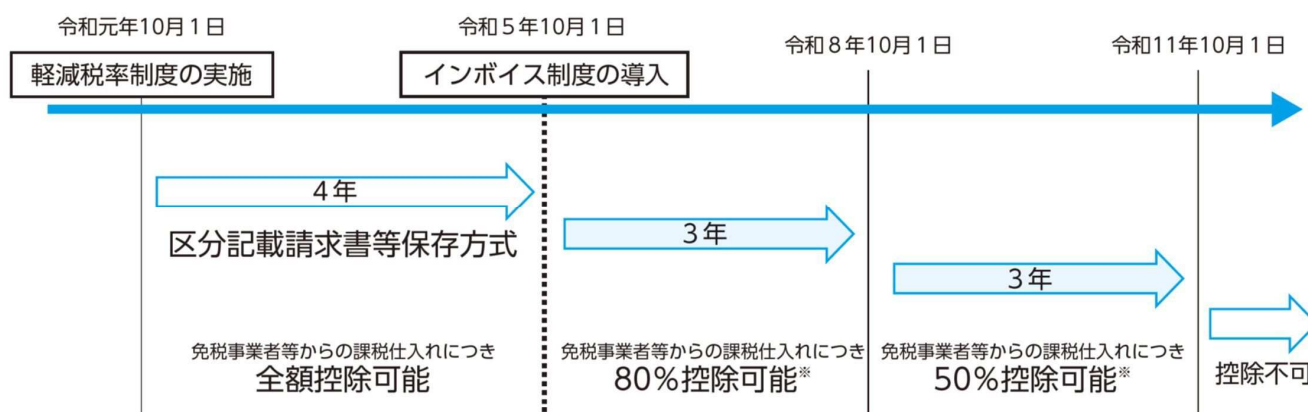 令和元年10月1日
令和5年10月1日
令和8年10月1日
令和11年10月1日
軽減税率制度の実施
インボイス制度の導入
4年
区分記載請求書等保存方式
3年
3年
免税事業者等からの課税仕入れにつき
全額控除可能
免税事業者等からの課税仕入れにつき
80%控除可能※
免税事業者等からの課税仕入れにつき
50%控除可能※
控除不可